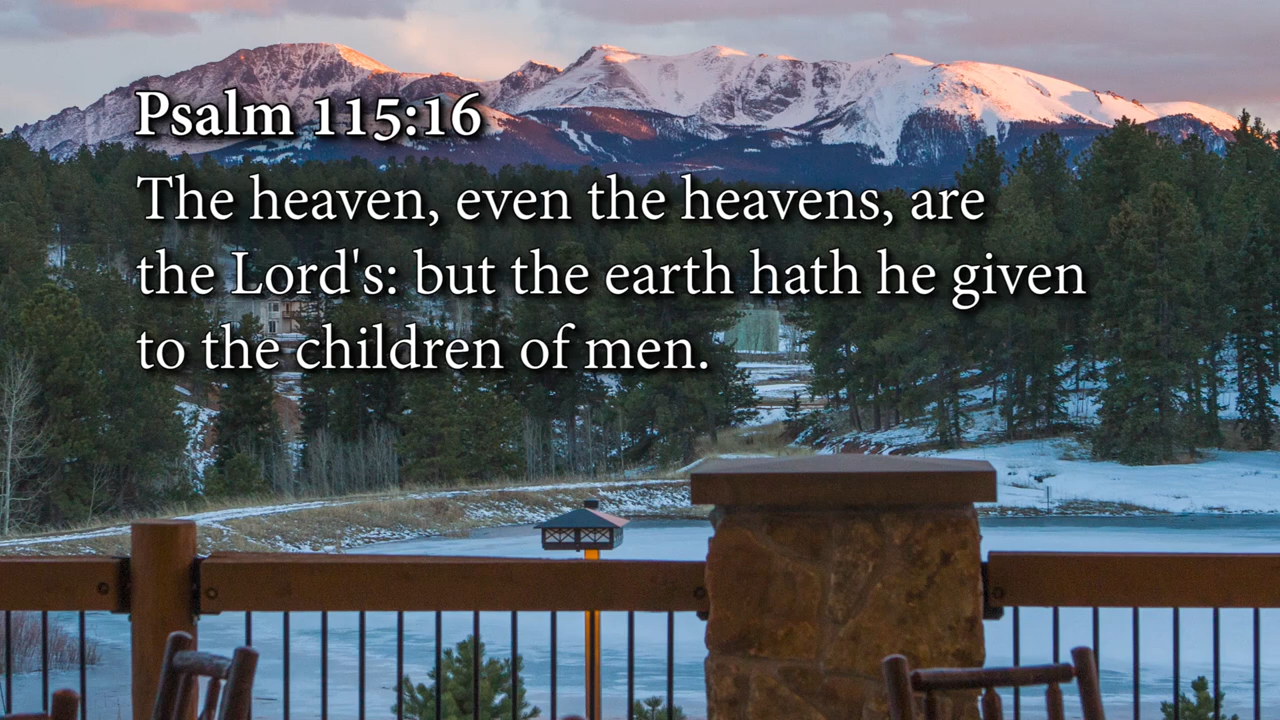 Psalm 115:16
The heaven, even the heavens, are
the Lord's: but the earth hath he given
to the children of men.